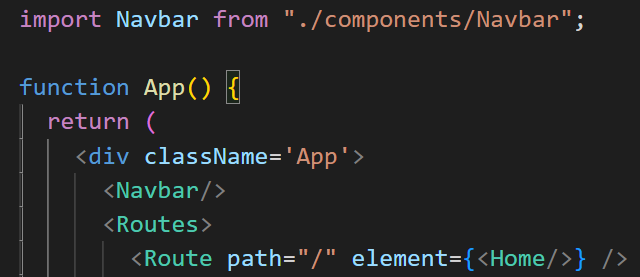 import Navbar from "./components/Navbar";
function App() {
return (
<div className='App'>
<Navbar/>
<Routes>
<Route path="/" element={<Home/>} />